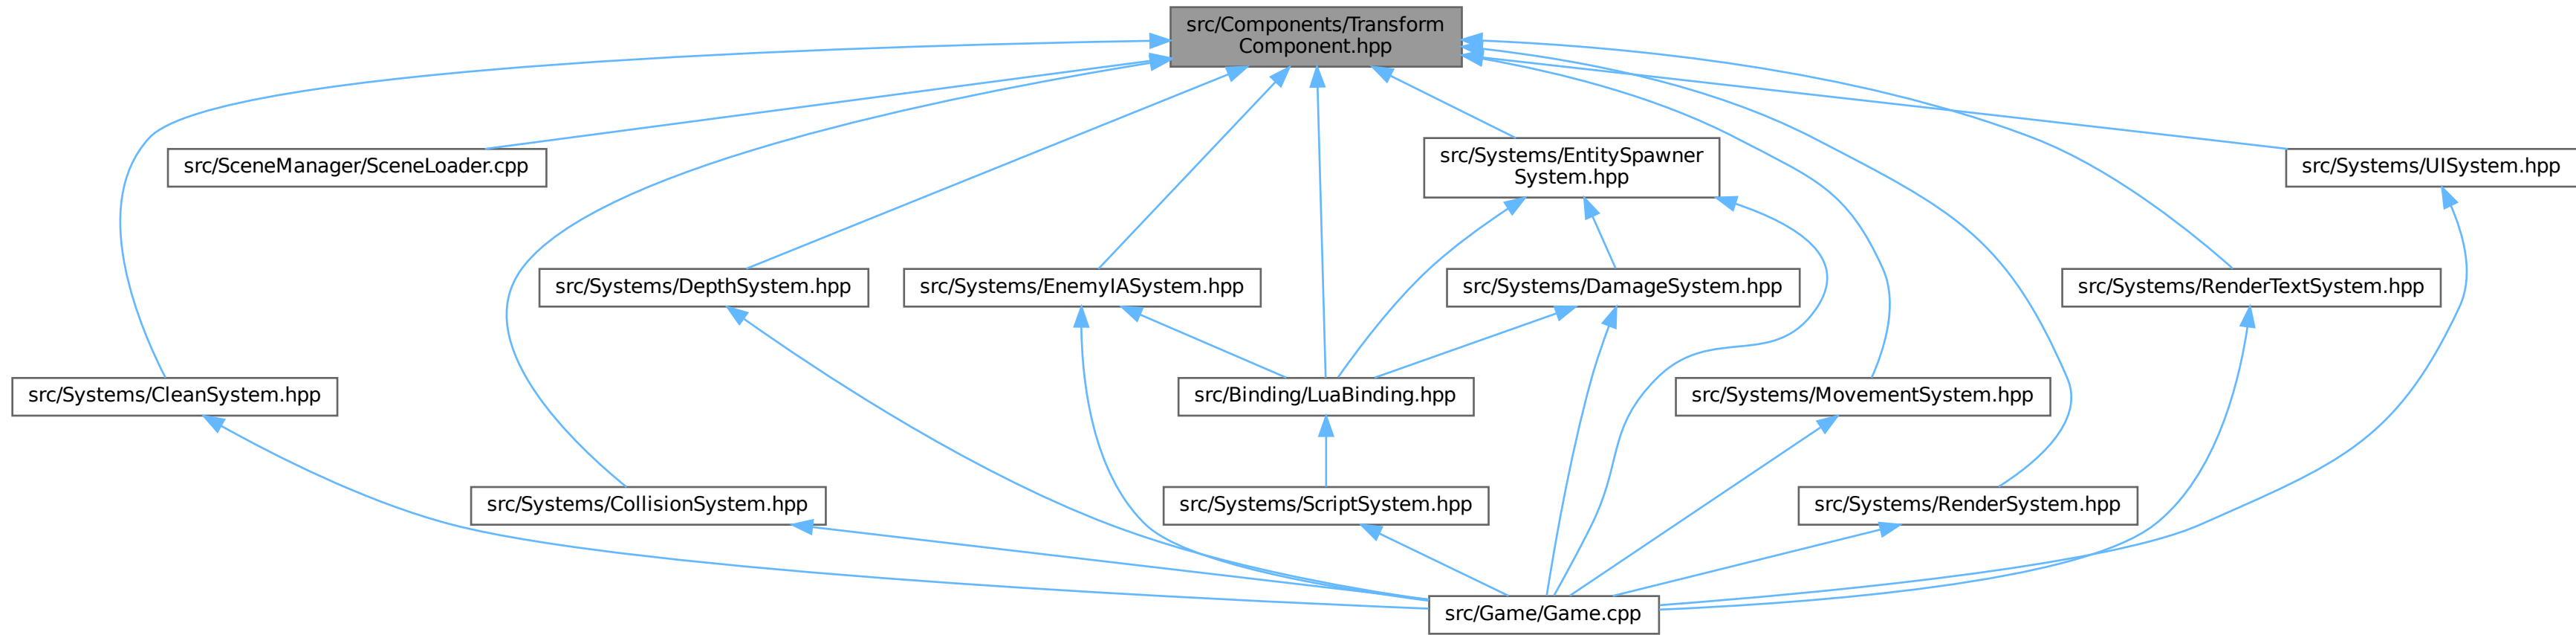 src/Components/Transform
Component.hpp
src/SceneManager/SceneLoader.cpp
src/Systems/EntitySpawner
System.hpp
src/Systems/UISystem.hpp
src/Systems/DepthSystem.hpp
src/Systems/EnemyIASystem.hpp
src/Systems/DamageSystem.hpp
src/Systems/RenderTextSystem.hpp
src/Systems/CleanSystem.hpp
src/Binding/LuaBinding.hpp
src/Systems/MovementSystem.hpp
src/Systems/CollisionSystem.hpp
src/Systems/ScriptSystem.hpp
src/Systems/RenderSystem.hpp
src/Game/Game.cpp